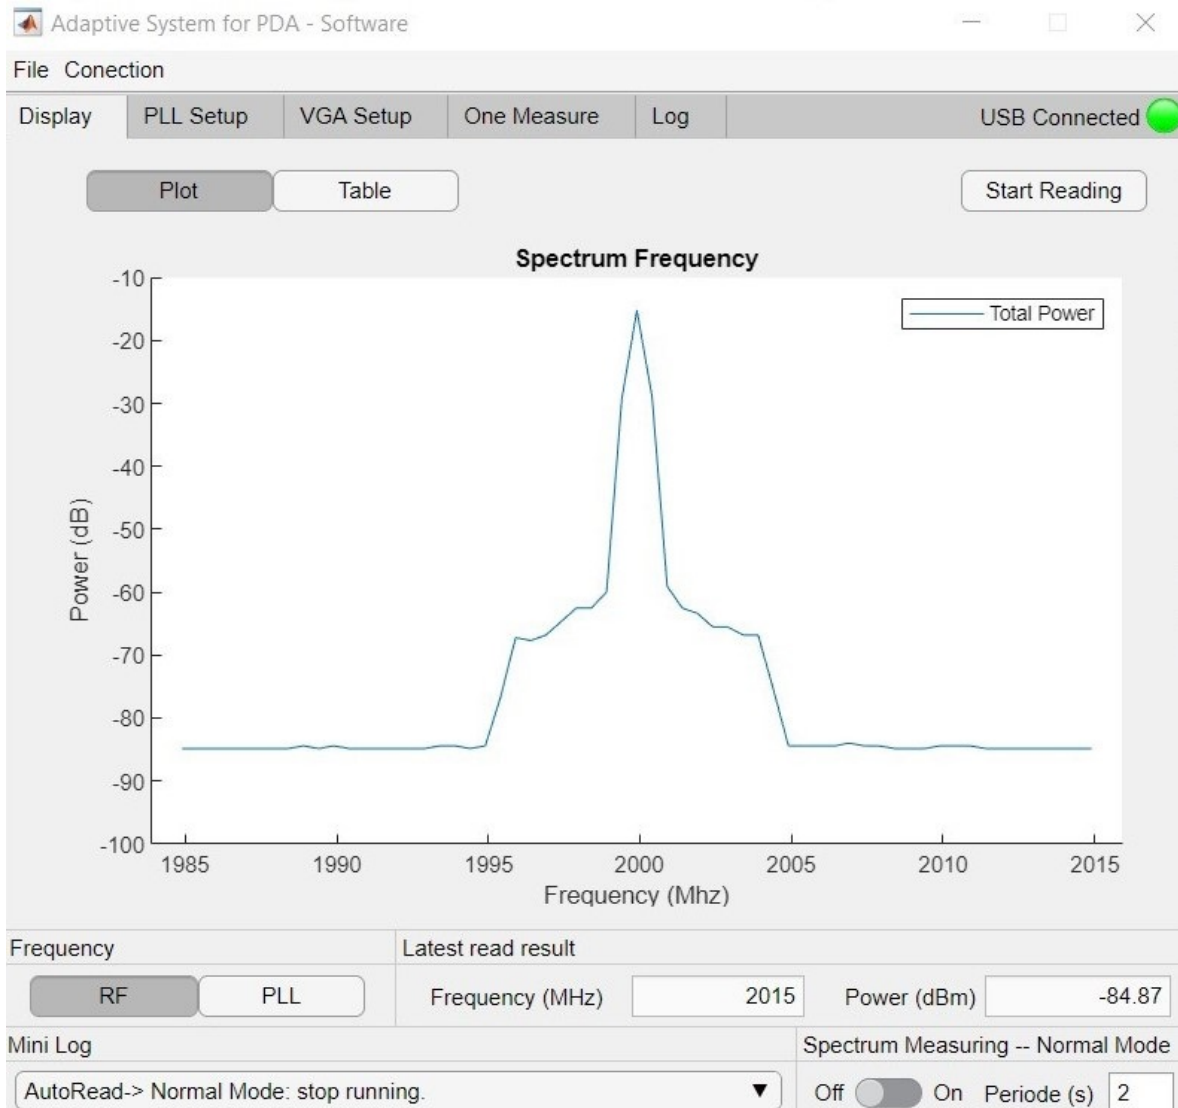 Adaptive System for PDA - Software
File Conection
Display PLL Setup VGA Setup One Measure Log USB Connected
Plot Table Start Reading
Spectrum Frequency
Total Power
Power (dB)
-10
-20
-30
-40
-50
-60
-70
-80
-90
-100
1985 1990 1995 2000 2005 2010 2015
Frequency (Mhz)
Frequency Latest read result
RF PLL Frequency (MHz) 2015 Power (dBm) -84.87
Mini Log Spectrum Measuring -- Normal Mode
AutoRead-> Normal Mode: stop running. Off On Periode (s) 2